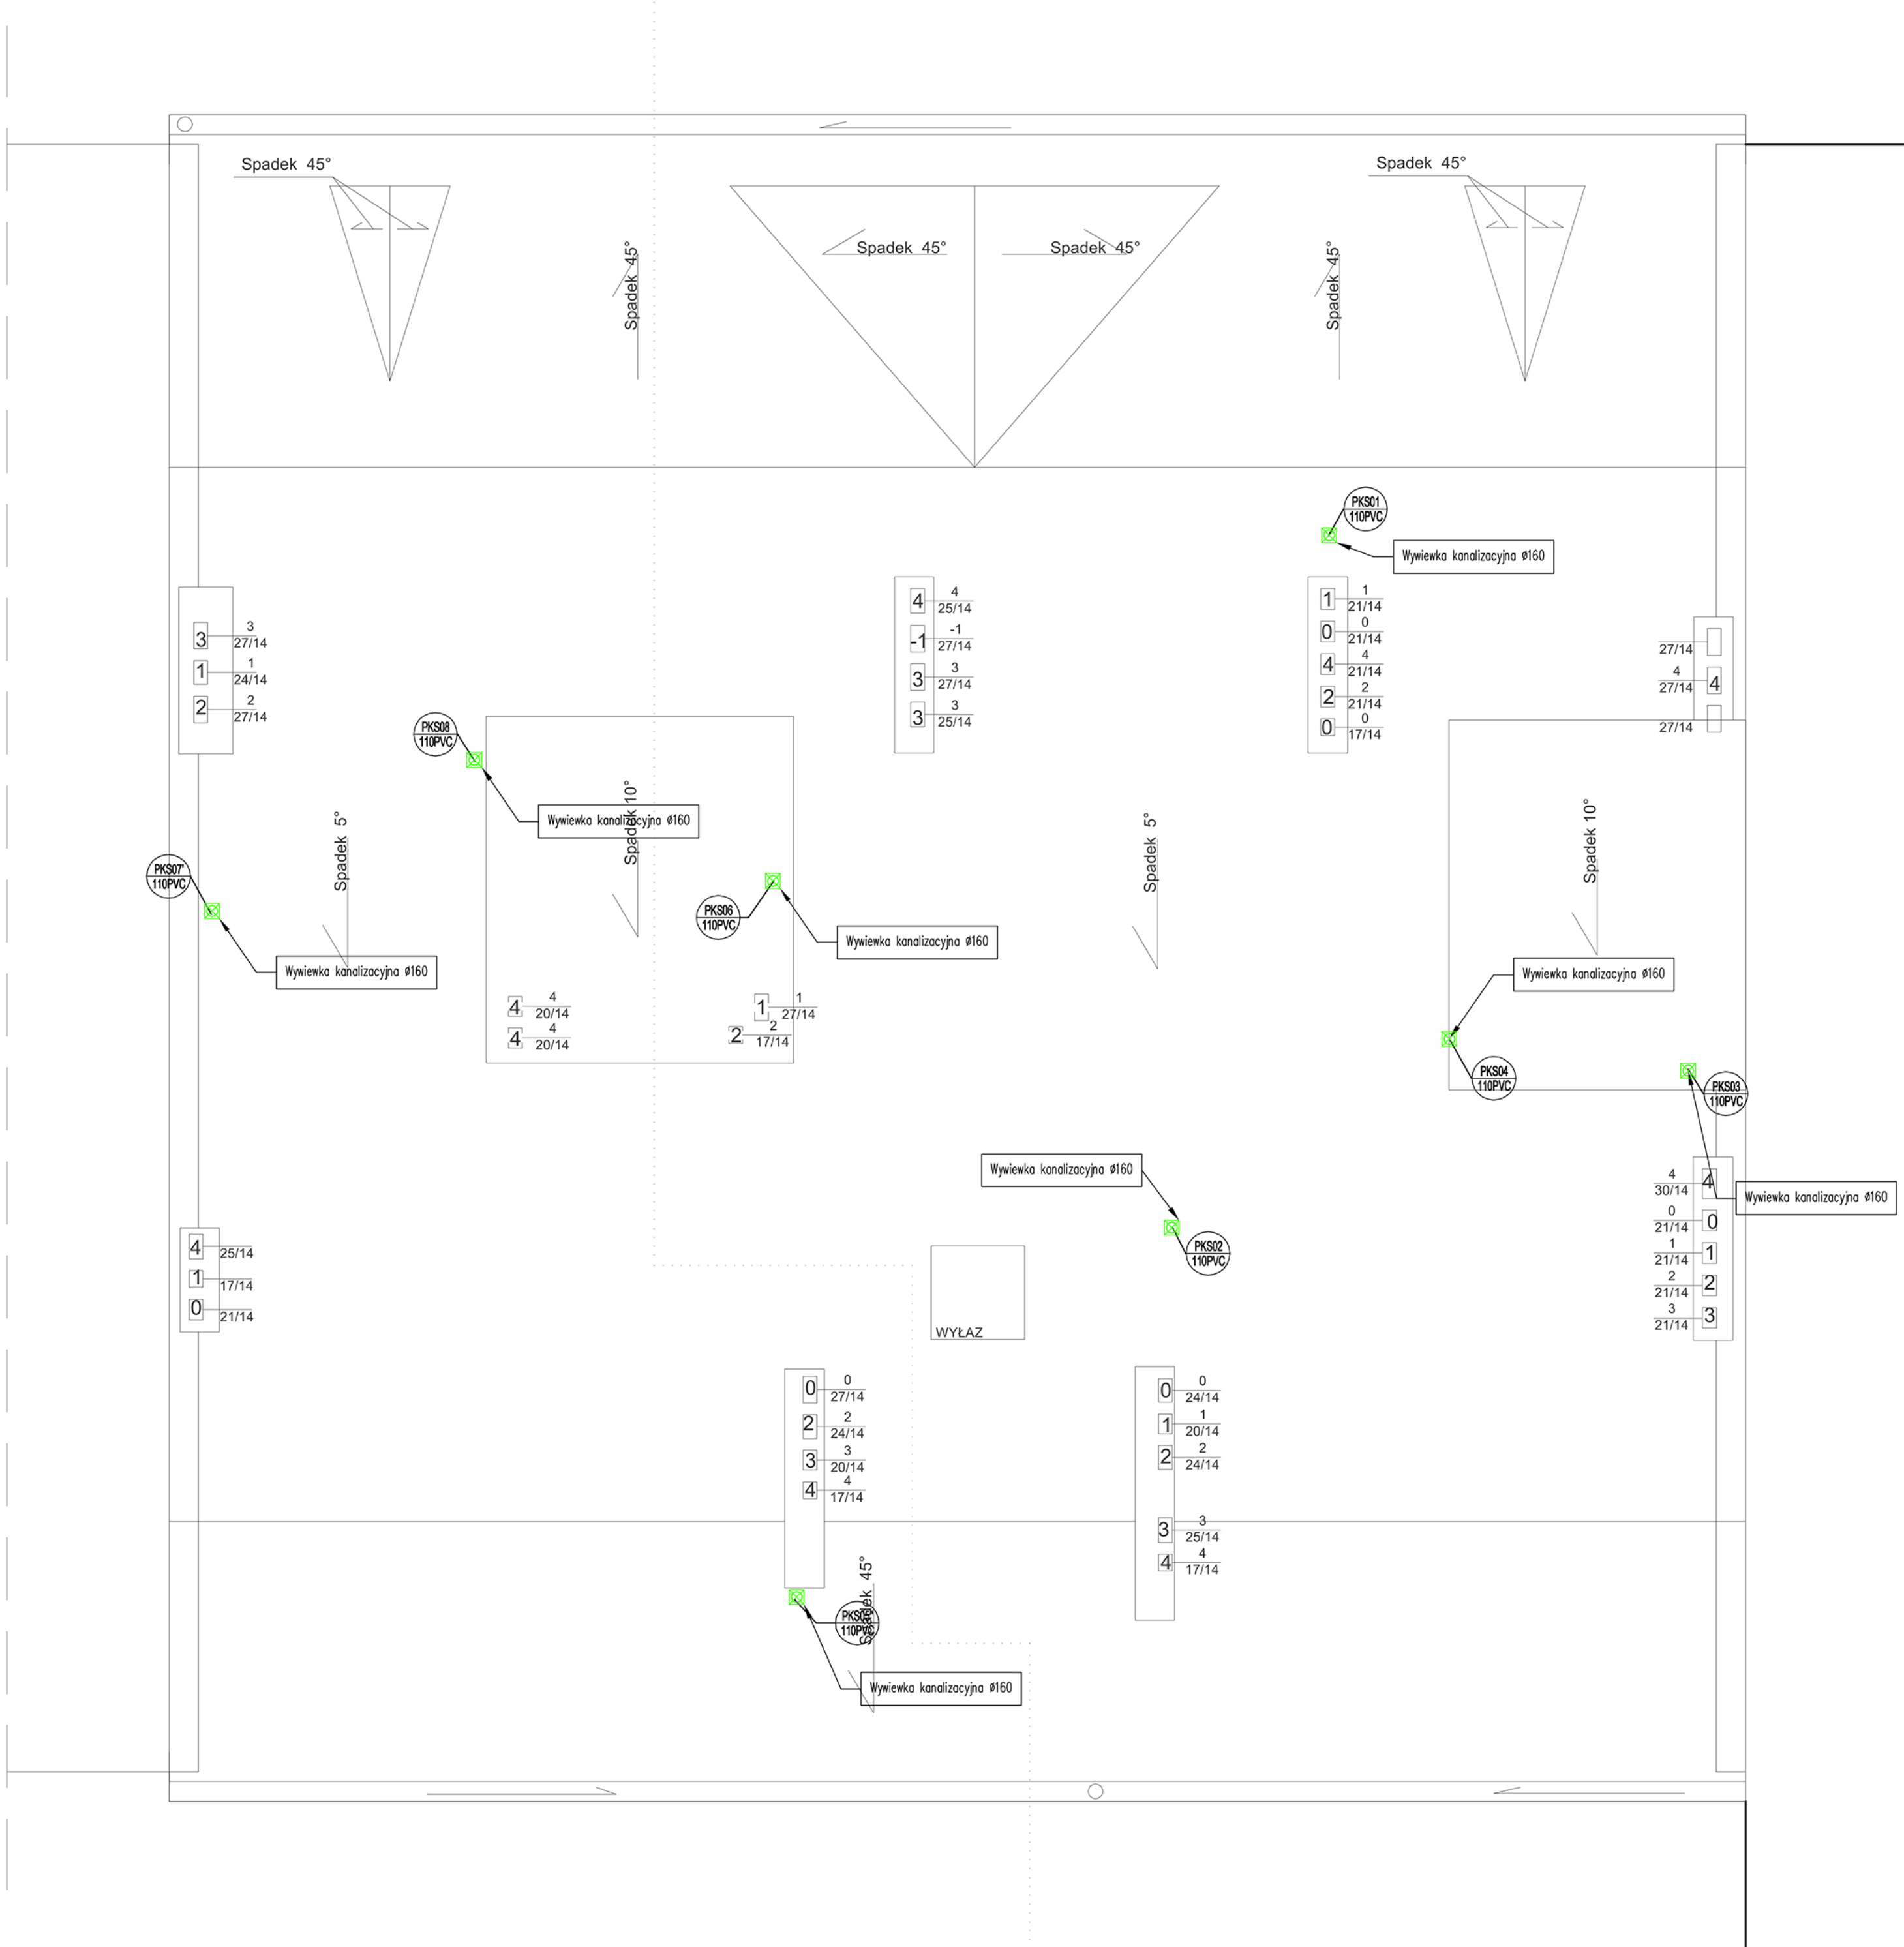 Spadek 45°
Spadek 45°
Spadek 45°
Spadek 45°
Spadek 45°
Spadek 45°
PKS01
110PVC
Wywiewka kanalizacyjna Ø160
3
3
27/14
1
1
24/14
2
2
27/14
4
4
25/14
-1
-1
27/14
3
3
27/14
3
3
25/14
1
1
21/14
0
0
21/14
4
4
21/14
2
2
21/14
0
0
17/14
27/14
4
27/14
4
27/14
PKS08
110PVC
Wywiewka kanalizacyjna Ø160
Spadek 10°
Spadek 5°
Spadek 5°
Spadek 10°
PKS07'
110PVC
Wywiewka kanalizacyjna Ø160
PKS06
110PVC
Wywiewka kanalizacyjna Ø160
4
4
20/14
4
4
20/14
1
1
27/14
2
2
17/14
Wywiewka kanalizacyjna Ø160
PKS04
110PVC
PKS03
110PVC
Wywiewka kanalizacyjna Ø160
Wywiewka kanalizacyjna Ø160
PKS02
110PVC
4
30/14
4
0
21/14
0
1
21/14
1
2
21/14
2
3
21/14
3
4
25/14
1
17/14
0
21/14
WYŁAZ
0
0
27/14
2
2
24/14
3
3
20/14
4
4
17/14
0
0
24/14
1
1
20/14
2
2
24/14
3
3
25/14
4
4
17/14
Spadek 45°
PKS05
110PVC
Wywiewka kanalizacyjna Ø160